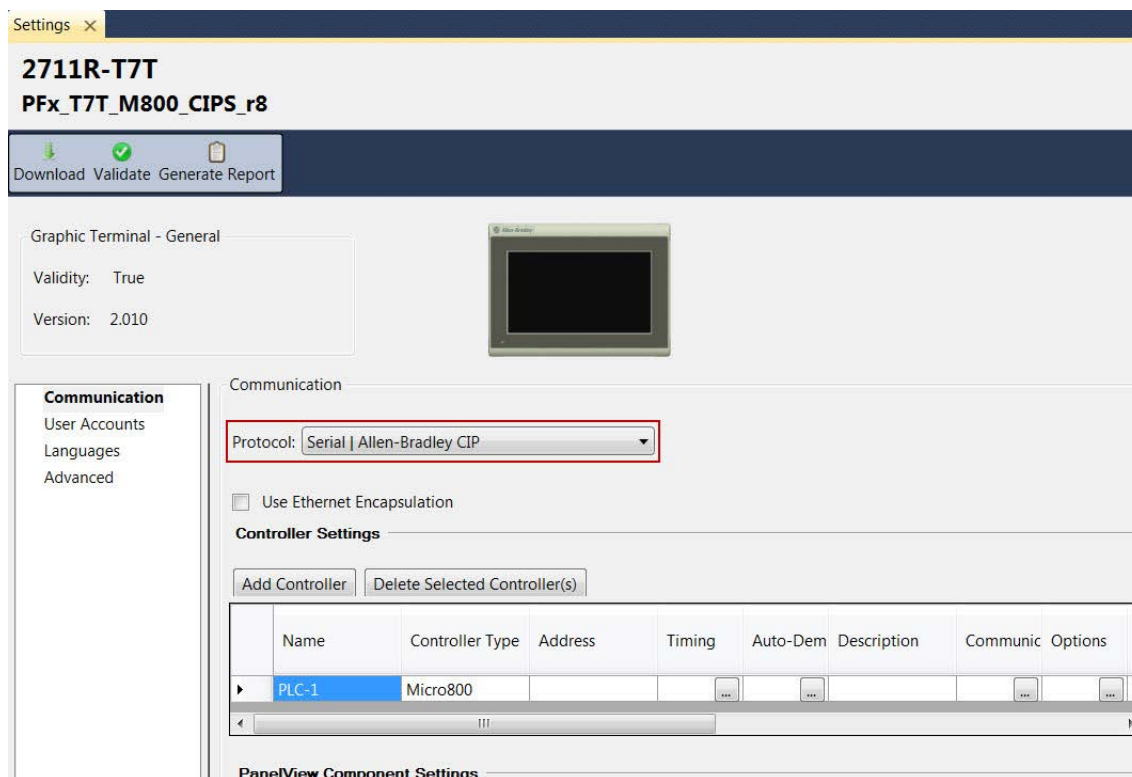 Settings ×
2711R-T7T
PFx_T7T_M800_CIPS_r8
Download Validate Generate Report
Graphic Terminal - General
Validity: True
Version: 2.010
Allen-Bradley
Communication
User Accounts
Languages
Advanced
Communication
Protocol: Serial | Allen-Bradley CIP
Use Ethernet Encapsulation
Controller Settings
Add Controller Delete Selected Controller(s)
Name Controller Type Address Timing Auto-Dem Description Communic Options
PLC-1 Micro800 ... ... ... ...
PanelView Component Settings